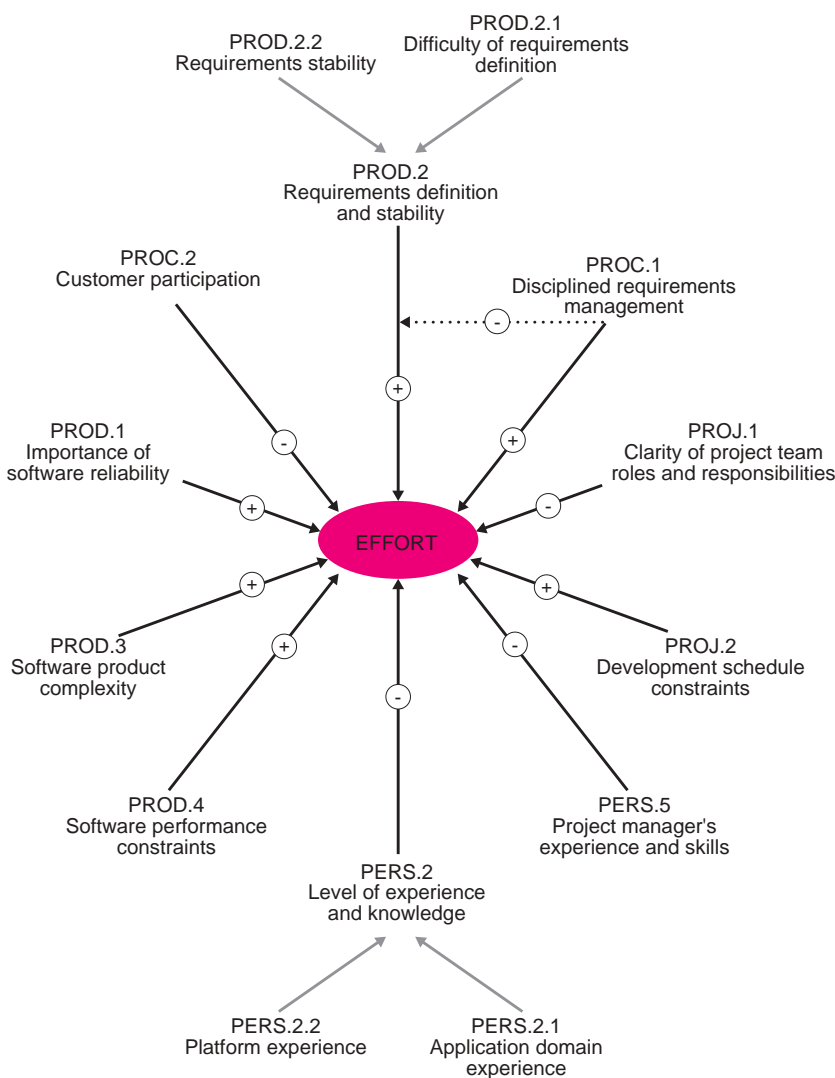 PROD.2.2
Requirements stability
PROD.2.1
Difficulty of requirements
definition
PROD.2
Requirements definition
and stability
PROC.2
Customer participation
PROC.1
Disciplined requirements
management
-
+
-
+
PROD.1
Importance of
software reliability
PROJ.1
Clarity of project team
roles and responsibilities
+
-
EFFORT
+
+
+
-
PROD.3
Software product
complexity
PROJ.2
Development schedule
constraints
-
PROD.4
Software performance
constraints
PERS.5
Project manager's
experience and skills
PERS.2
Level of experience
and knowledge
PERS.2.2
Platform experience
PERS.2.1
Application domain
experience